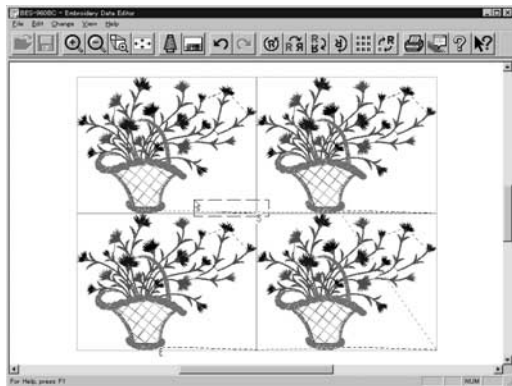 BES-960BC - Embroidery Data Editor
File Edit Change View Help
For Help, press F1
NUM